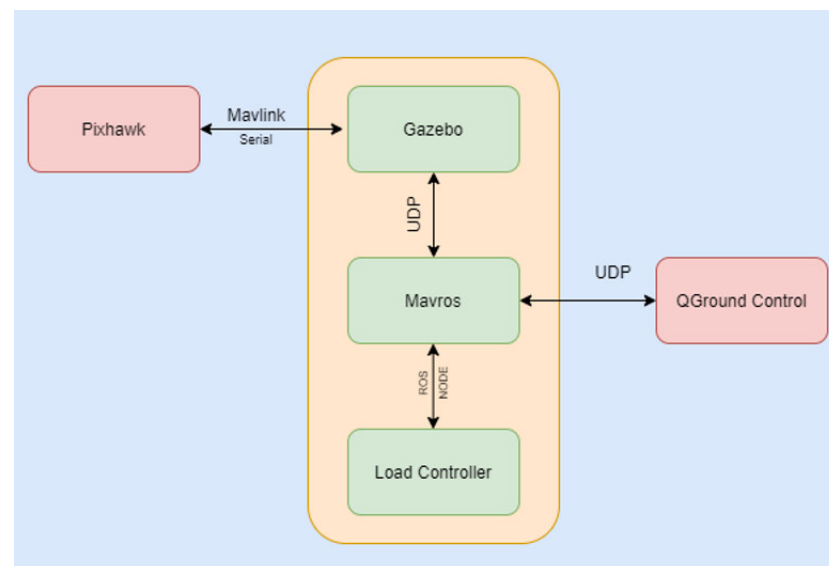 Pixhawk
Mavlink
Serial
Gazebo
UDP
Mavros
UDP
QGround Control
ROS
NODE
Load Controller